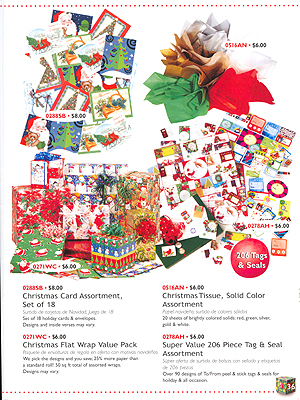 0516AN • $6.00
0288SB • $8.00
0278AH • $6.00
0271WC • $6.00
206 Tags
& Seals
0288SB • $8.00
Christmas Card Assortment,
Set of 18
Surtido de tarjetas de Navidad, juego de 18
Set of 18 holiday cards & envelopes.
Designs and inside verses may vary.
0271WC • $6.00
Christmas Flat Wrap Value Pack
Paquete de envoltura de regalo en oferta con motivos navideños
We pick the designs and you save; 25% more paper than
a standard roll! 50 sq ft total of assorted wraps.
Designs may vary.
0516AN • $6.00
Christmas Tissue, Solid Color
Assortment
Papel navideño, surtido de colores sólidos
20 sheets of brightly colored solids: red, green, silver,
gold & white.
0278AH • $6.00
Super Value 206 Piece Tag & Seal
Assortment
Súper oferta de surtido de bolsas con sellado y etiquetas
de 206 piezas
Over 90 designs of To/From peel & stick tags & seals for
holiday & all occasion.
36